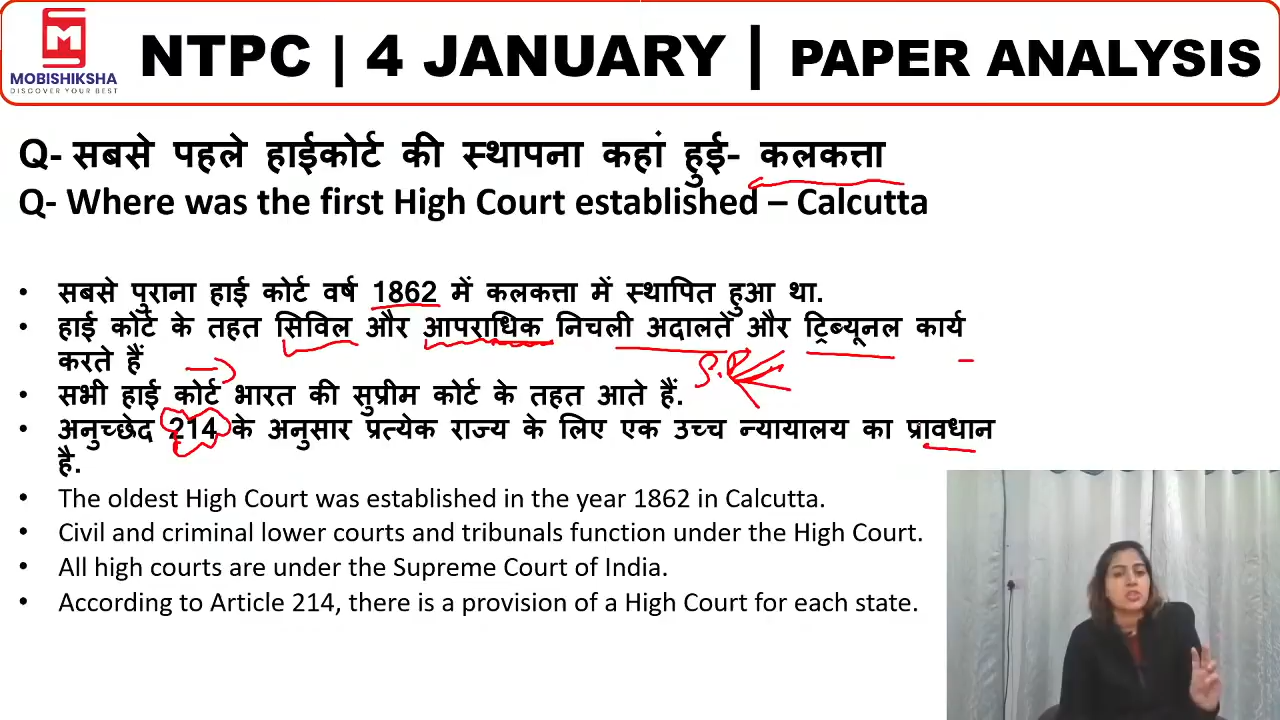 MOBISHIKSHA
DISCOVER YOUR BEST
NTPC | 4 JANUARY | PAPER ANALYSIS
Q- सबसे पहले हाईकोर्ट की स्थापना कहां हुई- कलकत्ता
Q- Where was the first High Court established – Calcutta
• सबसे पुराना हाई कोर्ट वर्ष 1862 में कलकत्ता में स्थापित हुआ था.
• हाई कोर्ट के तहत सिविल और आपराधिक निचली अदालते और ट्रिब्यूनल कार्य
करते हैं
• सभी हाई कोर्ट भारत की सुप्रीम कोर्ट के तहत आते हैं.
• अनुच्छेद 214 के अनुसार प्रत्येक राज्य के लिए एक उच्च न्यायालय का प्रावधान
है.
• The oldest High Court was established in the year 1862 in Calcutta.
• Civil and criminal lower courts and tribunals function under the High Court.
• All high courts are under the Supreme Court of India.
• According to Article 214, there is a provision of a High Court for each state.